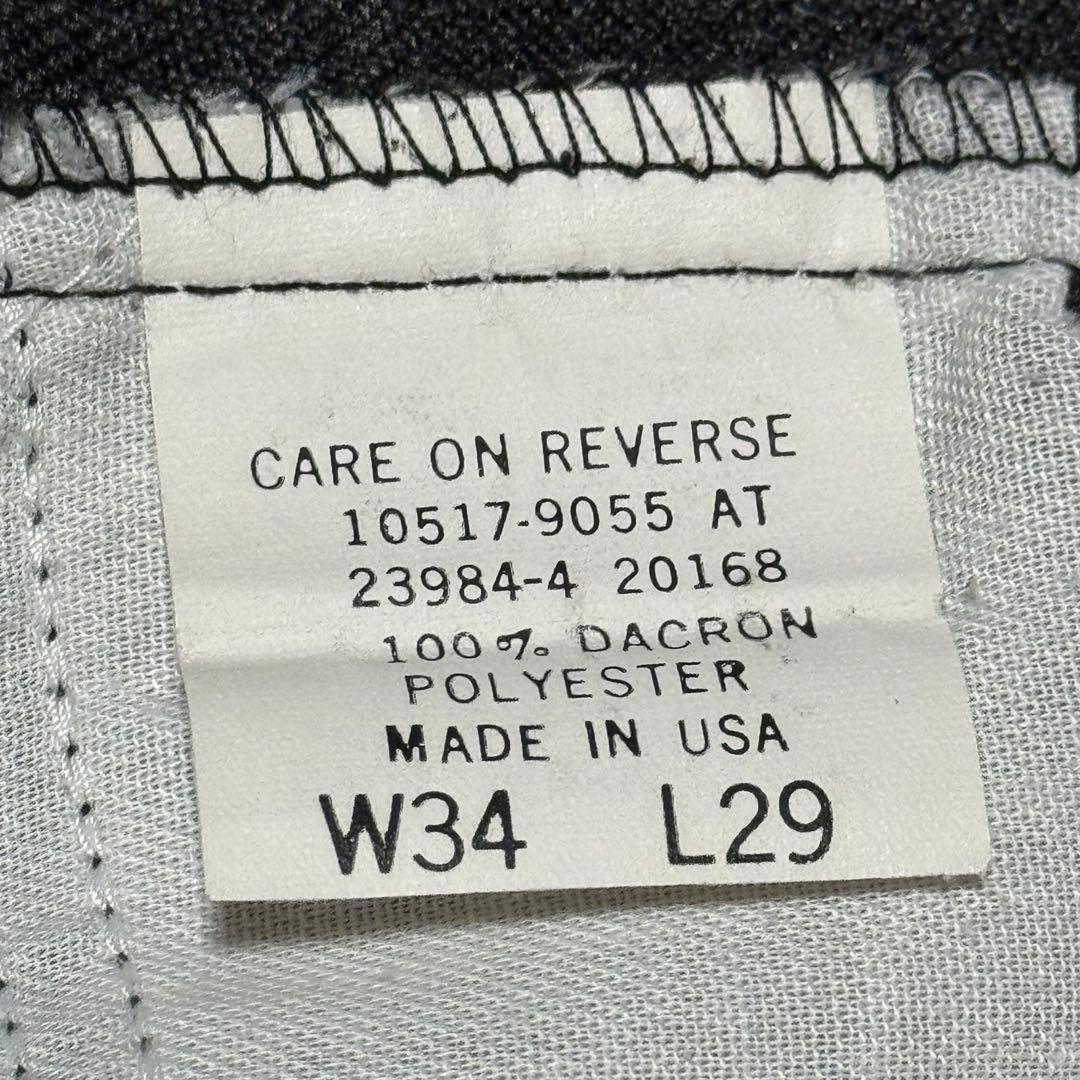 CARE ON REVERSE
10517-9055 AT
23984-4 20168
100% DACRON
POLYESTER
MADE IN USA
W34 L29